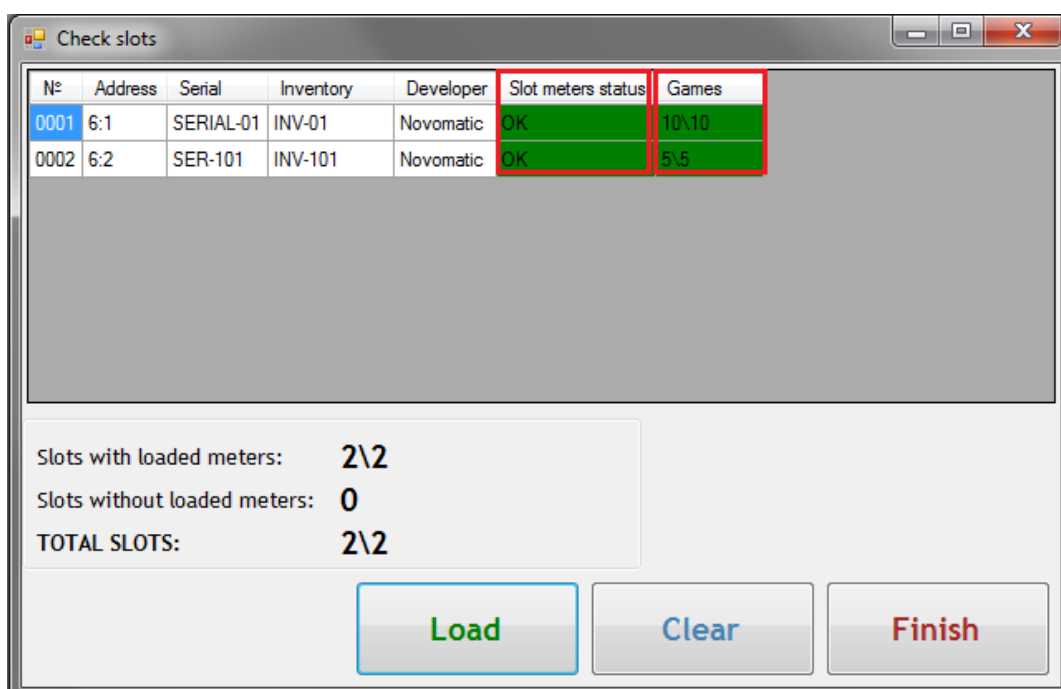 Check slots
№ Address Serial Inventory Developer Slot meters status Games
0001 6:1 SERIAL-01 INV-01 Novomatic OK 10\10
0002 6:2 SER-101 INV-101 Novomatic OK 5\5
Slots with loaded meters: 2\2
Slots without loaded meters: 0
TOTAL SLOTS: 2\2
Load Clear Finish